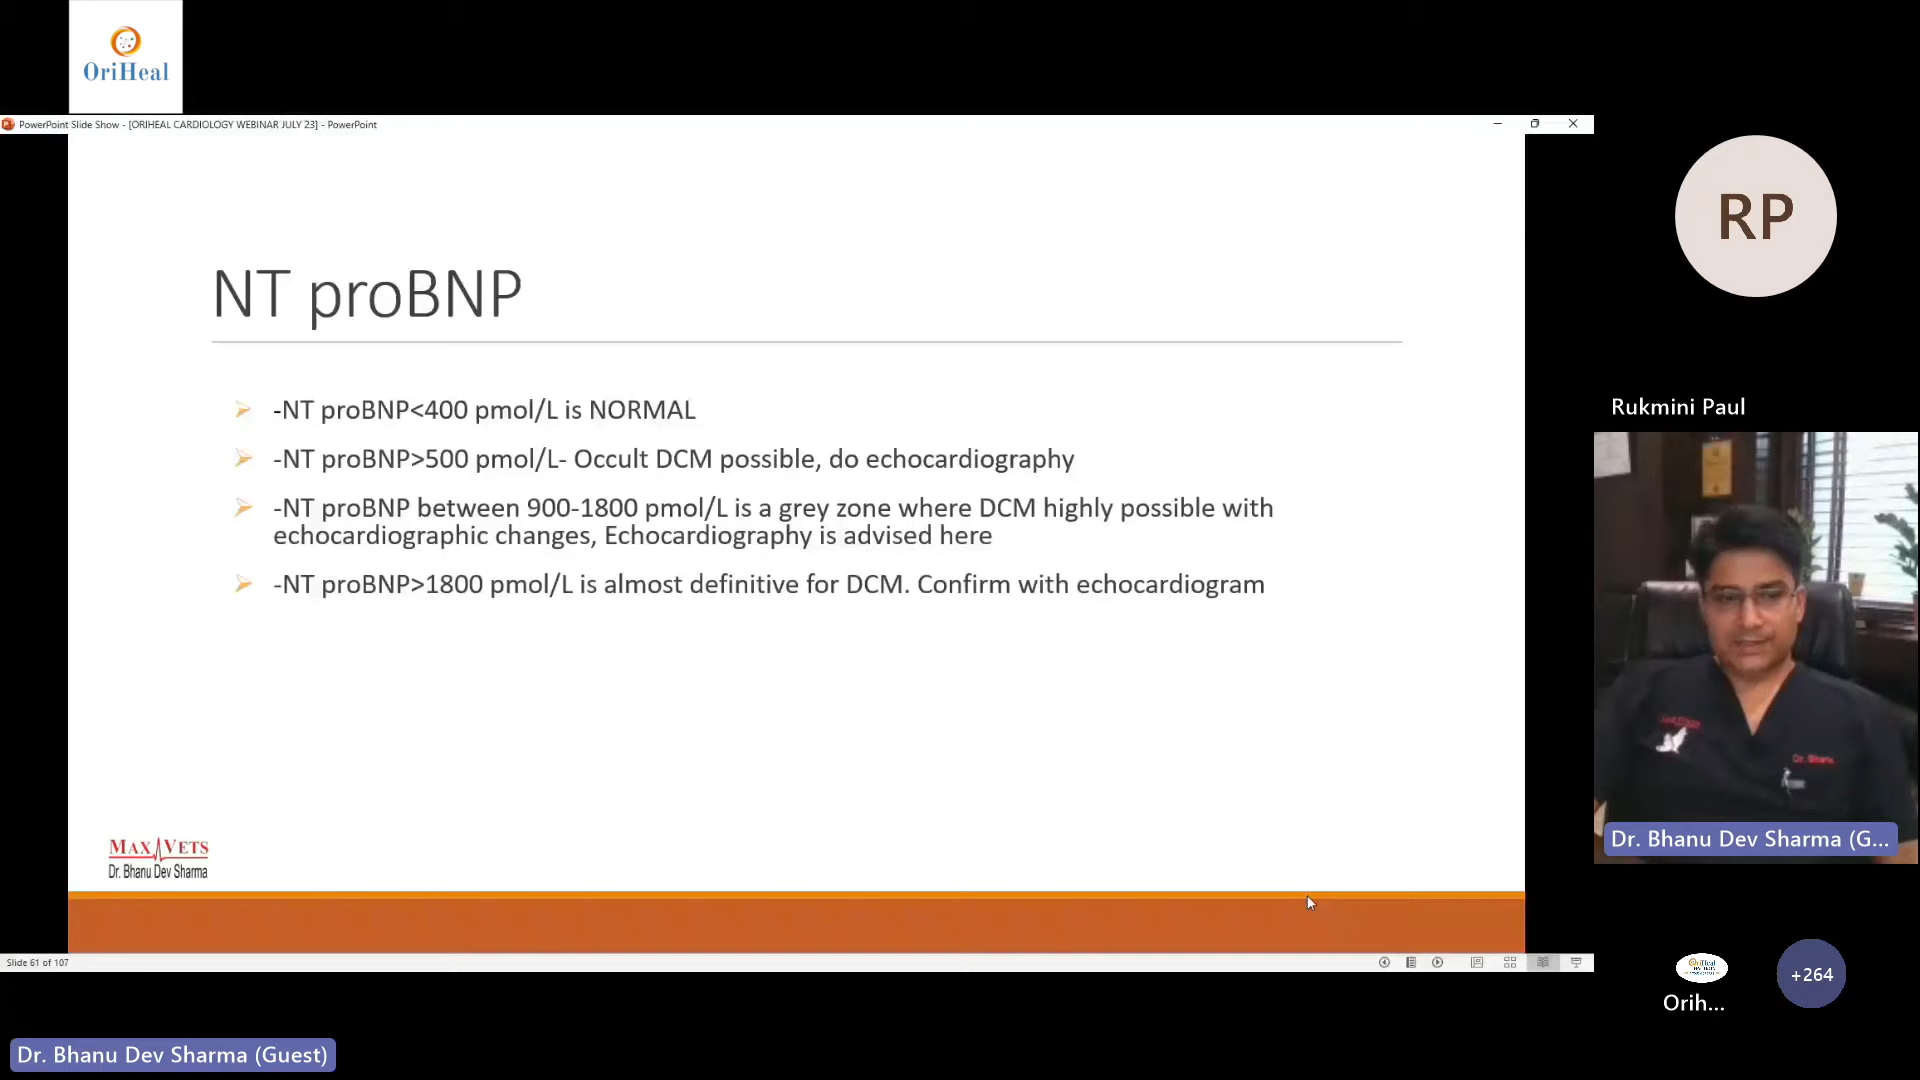 OriHeal
PowerPoint Slide Show - [ORIHEAL CARDIOLOGY WEBINAR JULY 23] - PowerPoint
NT proBNP
-NT proBNP<400 pmol/L is NORMAL
-NT proBNP>500 pmol/L- Occult DCM possible, do echocardiography
-NT proBNP between 900-1800 pmol/L is a grey zone where DCM highly possible with
echocardiographic changes, Echocardiography is advised here
-NT proBNP>1800 pmol/L is almost definitive for DCM. Confirm with echocardiogram
MAX VETS
Dr. Bhanu Dev Sharma
Slide 61 of 107
RP
Rukmini Paul
Dr. Bhanu
Dr. Bhanu Dev Sharma (G...
OriHeal
Orih...
+264
Dr. Bhanu Dev Sharma (Guest)